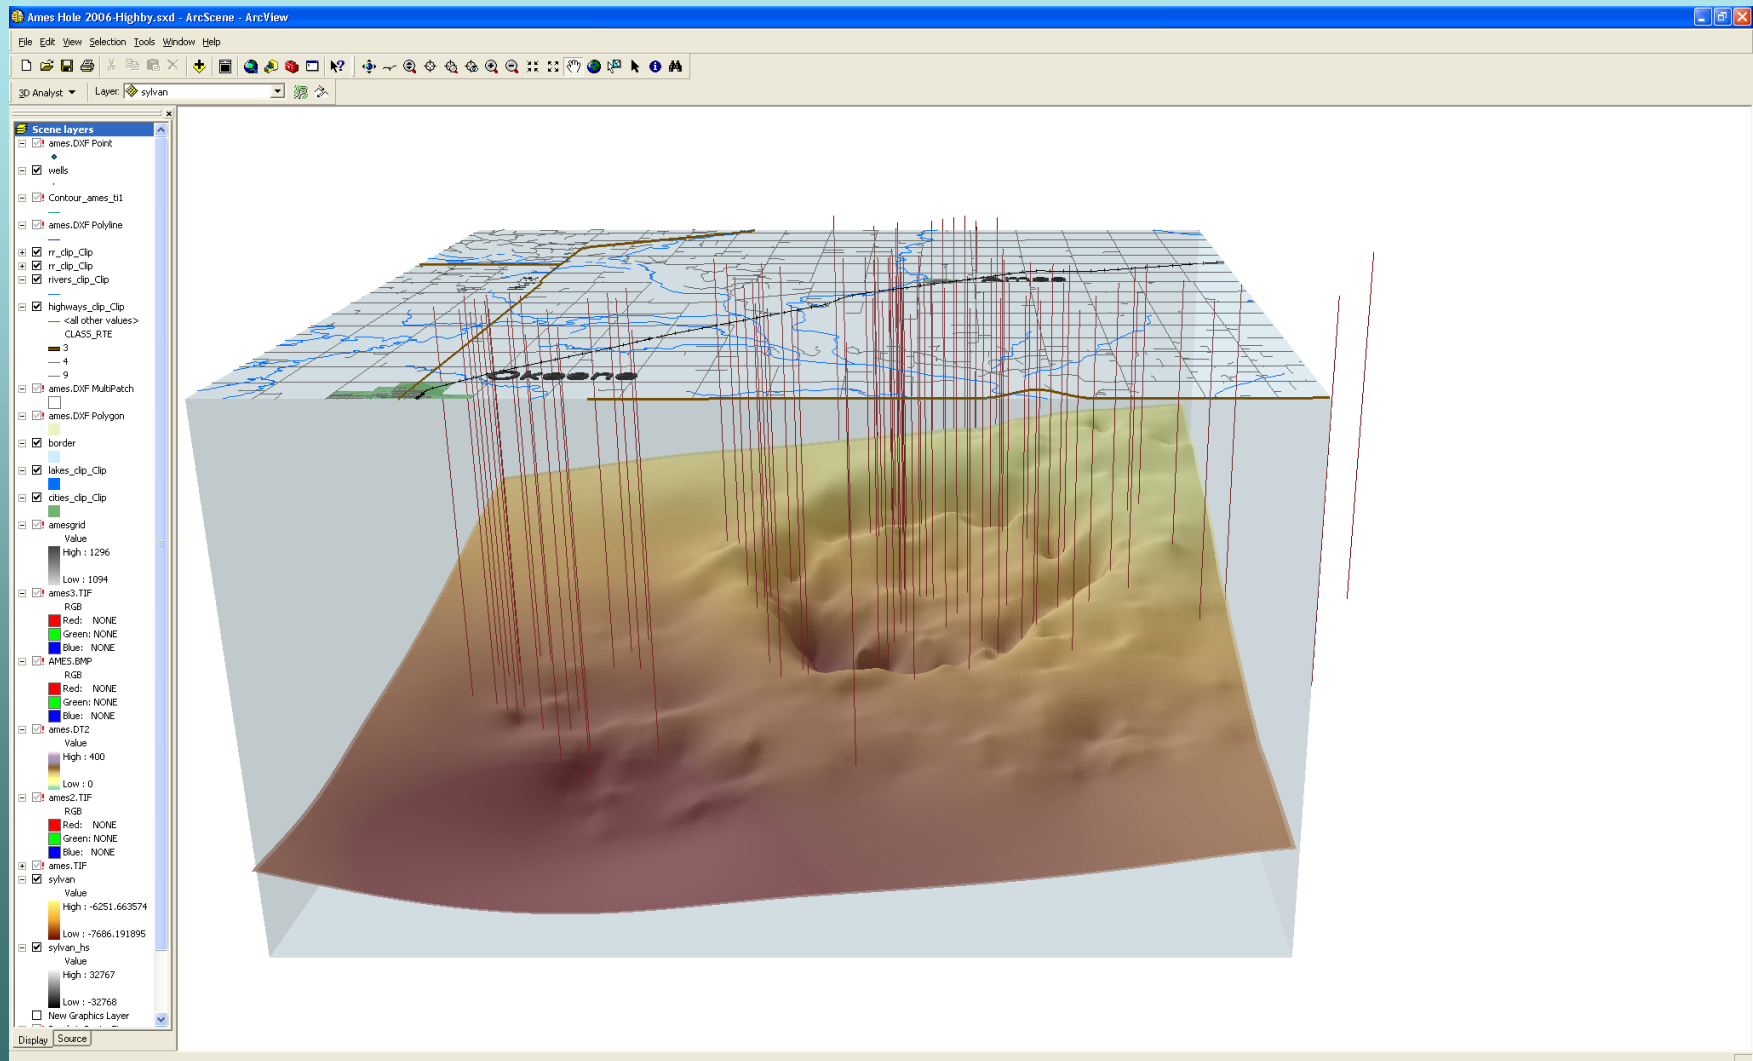 Ames Hole 2006-Highby.sxd - ArcScene - ArcView
File Edit View Selection Tools Window Help
3D Analyst Layer: sylvan
Scene layers
ames.DXF Point
wells
Contour_ames_ti1
ames.DXF Polyline
rr_clip_Clip
rr_clip_Clip
rivers_clip_Clip
highways_clip_Clip
<all other values>
CLASS_RTE
3
4
9
ames.DXF MultiPatch
ames.DXF Polygon
border
lakes_clip_Clip
cities_clip_Clip
amesgrid
Value
High : 1296
Low : 1094
ames3.TIF
RGB
Red: NONE
Green: NONE
Blue: NONE
AMES.BMP
RGB
Red: NONE
Green: NONE
Blue: NONE
ames.DT2
Value
High : 400
Low : 0
ames2.TIF
RGB
Red: NONE
Green: NONE
Blue: NONE
ames.TIF
sylvan
Value
High : -6251.663574
Low : -7686.191895
sylvan_hs
Value
High : 32767
Low : -32768
New Graphics Layer
Display Source
Ames
Okeene